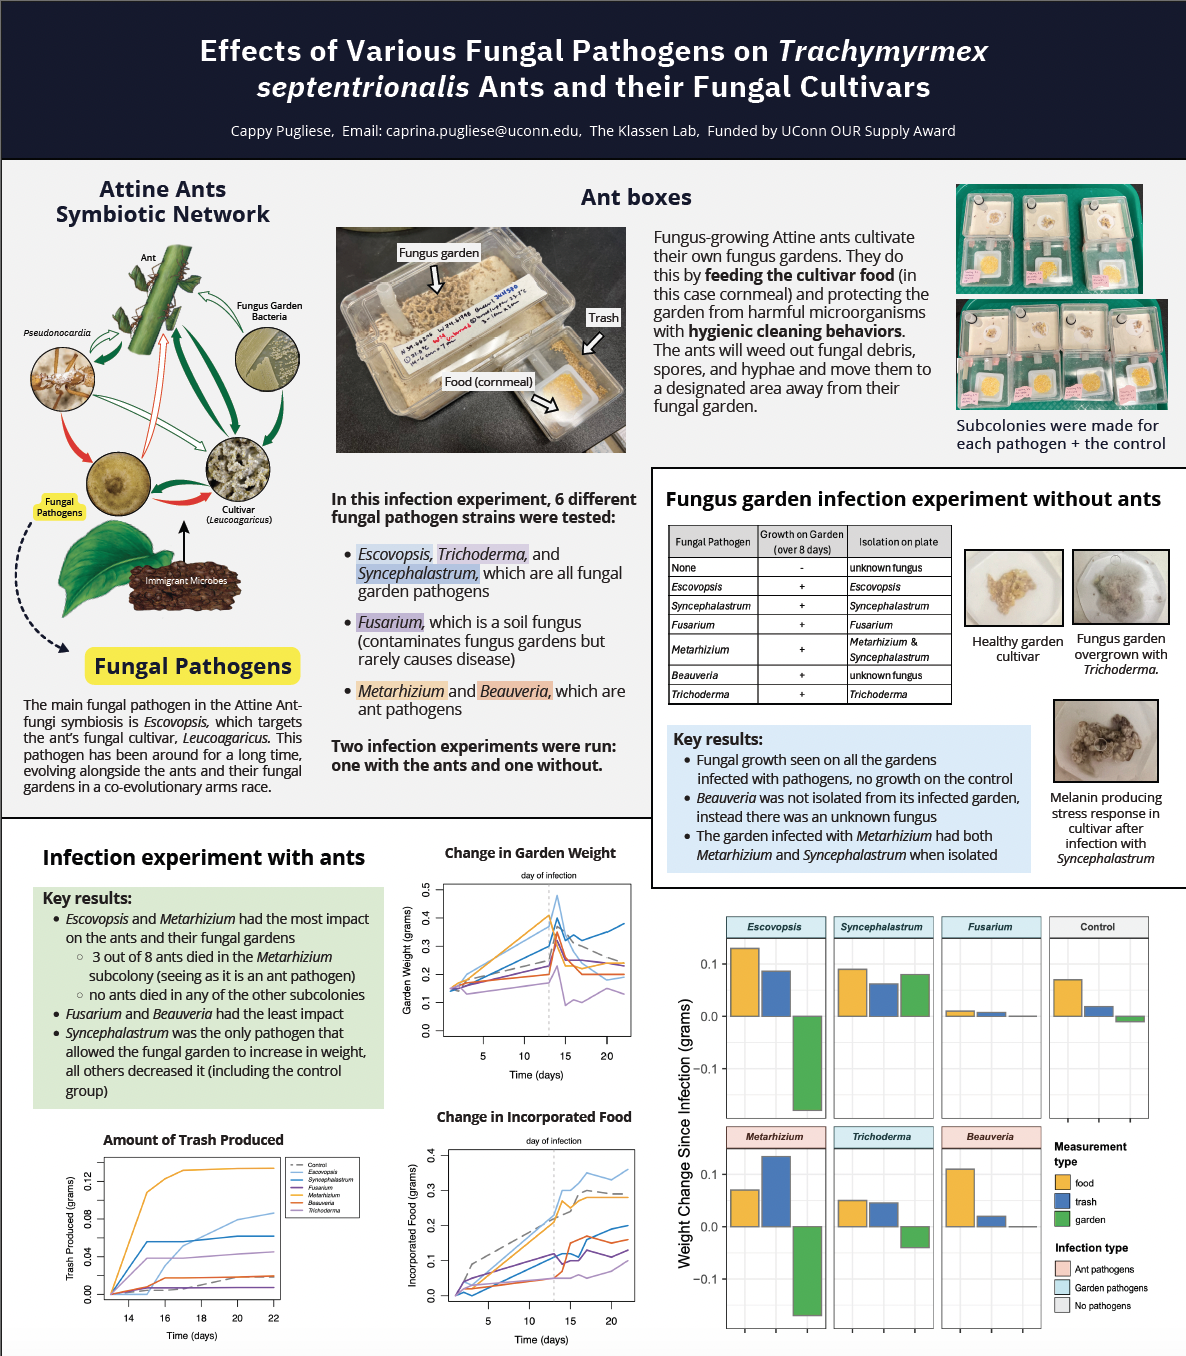 Effects of Various Fungal Pathogens on Trachymyrmex
septentrionalis Ants and their Fungal Cultivars
Cappy Pugliese, Email: caprina.pugliese@uconn.edu, The Klassen Lab, Funded by UConn OUR Supply Award
Attine Ants
Symbiotic Network
Ant
Fungus Garden
Bacteria
Pseudonocardia
Fungal
Pathogens
Cultivar
(Leucoagaricus)
Immigrant Microbes
Fungal Pathogens
The main fungal pathogen in the Attine Ant-
fungi symbiosis is Escovopsis, which targets
the ant's fungal cultivar, Leucoagaricus. This
pathogen has been around for a long time,
evolving alongside the ants and their fungal
gardens in a co-evolutionary arms race.
Ant boxes
Fungus garden
Trash
Food (cornmeal)
Fungus-growing Attine ants cultivate
their own fungus gardens. They do
this by feeding the cultivar food (in
this case cornmeal) and protecting the
garden from harmful microorganisms
with hygienic cleaning behaviors.
The ants will weed out fungal debris,
spores, and hyphae and move them to
a designated area away from their
fungal garden.
Subcolonies were made for
each pathogen + the control
In this infection experiment, 6 different
fungal pathogen strains were tested:
• Escovopsis, Trichoderma, and
Syncephalastrum, which are all fungal
garden pathogens
• Fusarium, which is a soil fungus
(contaminates fungus gardens but
rarely causes disease)
• Metarhizium and Beauveria, which are
ant pathogens
Two infection experiments were run:
one with the ants and one without.
Fungus garden infection experiment without ants
Fungal Pathogen Growth on Garden (over 8 days) Isolation on plate
None - unknown fungus
Escovopsis + Escovopsis
Syncephalastrum + Syncephalastrum
Fusarium + Fusarium
Metarhizium + Metarhizium & Syncephalastrum
Beauveria + unknown fungus
Trichoderma + Trichoderma
Healthy garden
cultivar
Fungus garden
overgrown with
Trichoderma.
Melanin producing
stress response in
cultivar after
infection with
Syncephalastrum
Key results:
• Fungal growth seen on all the gardens
infected with pathogens, no growth on the control
• Beauveria was not isolated from its infected garden,
instead there was an unknown fungus
• The garden infected with Metarhizium had both
Metarhizium and Syncephalastrum when isolated
Infection experiment with ants
Key results:
• Escovopsis and Metarhizium had the most impact
on the ants and their fungal gardens
○ 3 out of 8 ants died in the Metarhizium
subcolony (seeing as it is an ant pathogen)
○ no ants died in any of the other subcolonies
• Fusarium and Beauveria had the least impact
• Syncephalastrum was the only pathogen that
allowed the fungal garden to increase in weight,
all others decreased it (including the control
group)
Change in Garden Weight
day of infection
Garden Weight (grams)
0.5
0.4
0.3
0.2
0.1
0.0
5 10 15 20
Time (days)
Amount of Trash Produced
Trash Produced (grams)
0.12
0.08
0.04
0.00
14 16 18 20 22
Time (days)
Control
Escovopsis
Syncephalastrum
Fusarium
Metarhizium
Beauveria
Trichoderma
Change in Incorporated Food
day of infection
Incorporated Food (grams)
0.4
0.3
0.2
0.1
0.0
5 10 15 20
Time (days)
Weight Change Since Infection (grams)
Escovopsis Syncephalastrum Fusarium Control
0.1
0.0
−0.1
Metarhizium Trichoderma Beauveria
0.1
0.0
−0.1
Measurement
type
food
trash
garden
Infection type
Ant pathogens
Garden pathogens
No pathogens